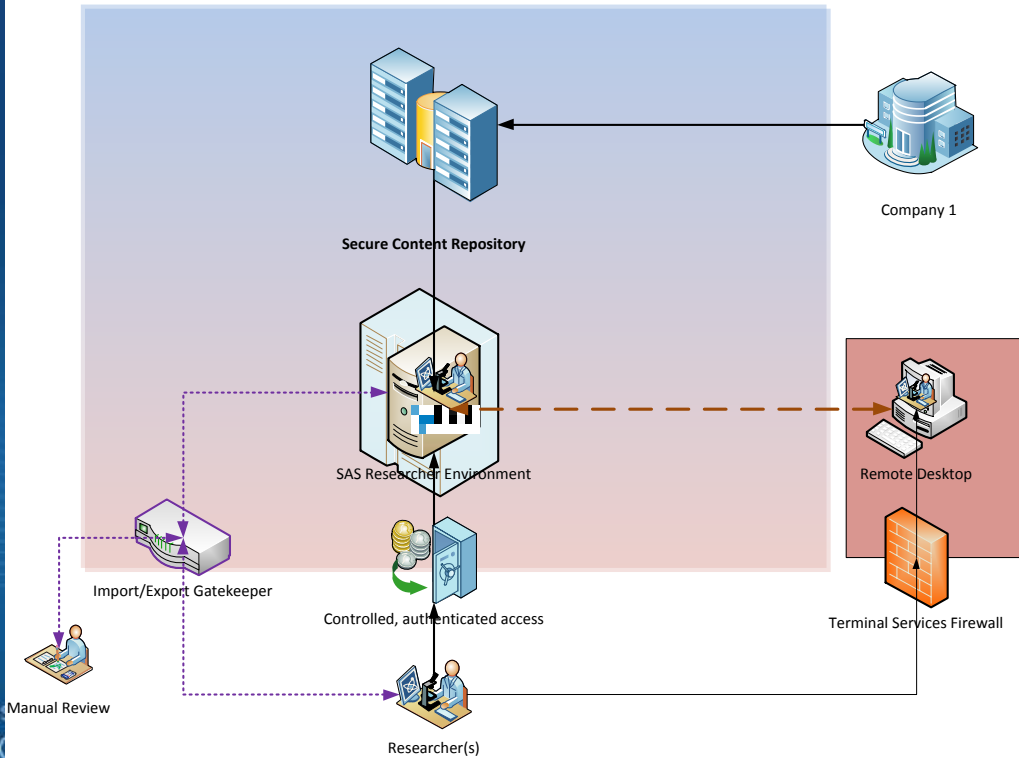 Company 1
Secure Content Repository
SAS Researcher Environment
Remote Desktop
Import/Export Gatekeeper
Controlled, authenticated access
Terminal Services Firewall
Manual Review
Researcher(s)